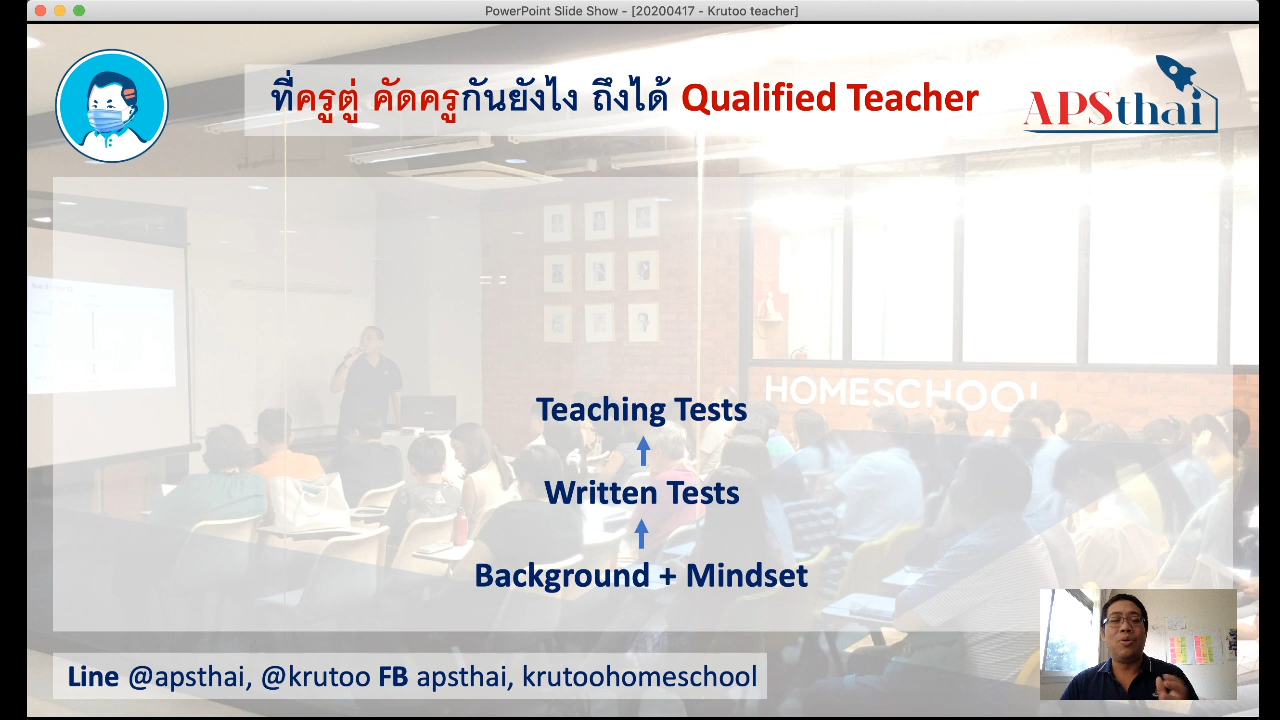 PowerPoint Slide Show - [20200417 - Krutoo teacher]
ที่ครูตู่ คัดครูกันยังไง ถึงได้ Qualified Teacher
APSthai
HOMESCHOOL
Teaching Tests
Written Tests
Background + Mindset
Line @apsthai, @krutoo FB apsthai, krutoohomeschool